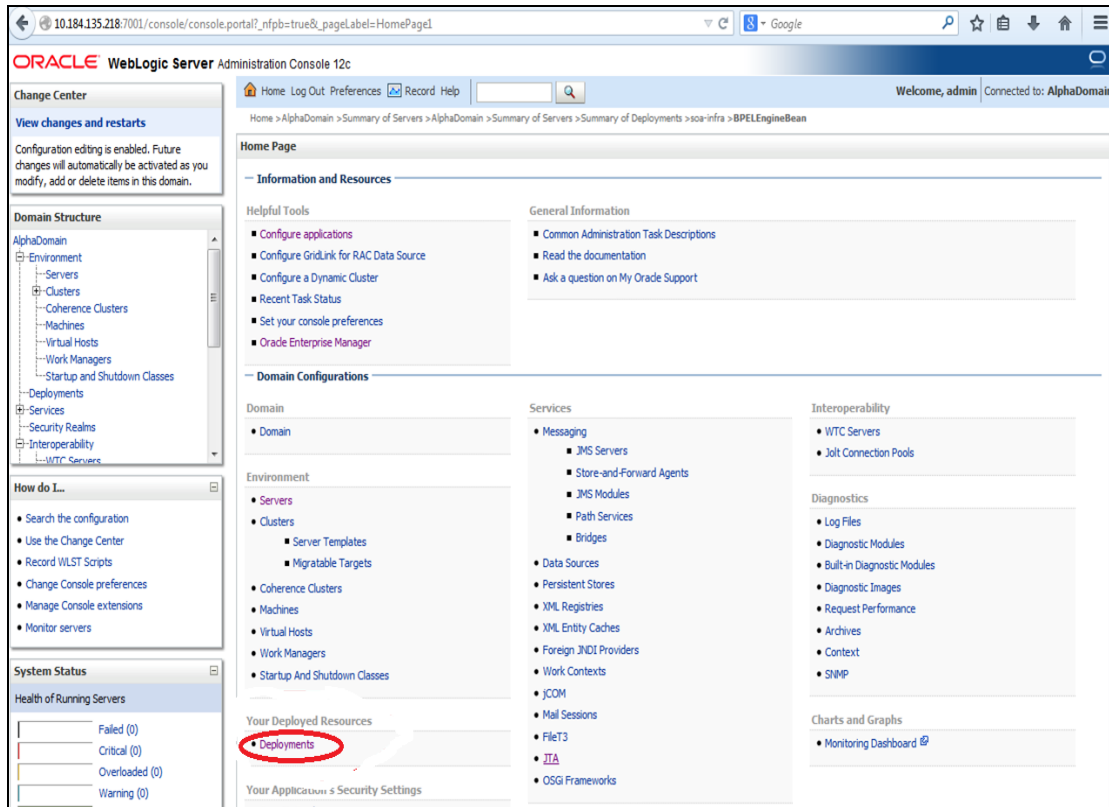 10.184.135.218:7001/console/console.portal?_nfpb=true&_pageLabel=HomePage1
Google
ORACLE WebLogic Server Administration Console 12c
Change Center
View changes and restarts
Configuration editing is enabled. Future
changes will automatically be activated as you
modify, add or delete items in this domain.
Domain Structure
AlphaDomain
Environment
Servers
Clusters
Coherence Clusters
Machines
Virtual Hosts
Work Managers
Startup and Shutdown Classes
Deployments
Services
Security Realms
Interoperability
WTC Servers
How do I...
Search the configuration
Use the Change Center
Record WLST Scripts
Change Console preferences
Manage Console extensions
Monitor servers
System Status
Health of Running Servers
Failed (0)
Critical (0)
Overloaded (0)
Warning (0)
Home Log Out Preferences Record Help
Welcome, admin Connected to: AlphaDomain
Home >AlphaDomain >Summary of Servers >AlphaDomain >Summary of Servers >Summary of Deployments >soa-infra >BPELEngineBean
Home Page
Information and Resources
Helpful Tools
Configure applications
Configure GridLink for RAC Data Source
Configure a Dynamic Cluster
Recent Task Status
Set your console preferences
Oracle Enterprise Manager
General Information
Common Administration Task Descriptions
Read the documentation
Ask a question on My Oracle Support
Domain Configurations
Domain
Domain
Environment
Servers
Clusters
Server Templates
Migratable Targets
Coherence Clusters
Machines
Virtual Hosts
Work Managers
Startup And Shutdown Classes
Your Deployed Resources
Deployments
Your Application's Security Settings
Services
Messaging
JMS Servers
Store-and-Forward Agents
JMS Modules
Path Services
Bridges
Data Sources
Persistent Stores
XML Registries
XML Entity Caches
Foreign JNDI Providers
Work Contexts
jCOM
Mail Sessions
FileT3
JTA
OSGi Frameworks
Interoperability
WTC Servers
Jolt Connection Pools
Diagnostics
Log Files
Diagnostic Modules
Built-in Diagnostic Modules
Diagnostic Images
Request Performance
Archives
Context
SNMP
Charts and Graphs
Monitoring Dashboard